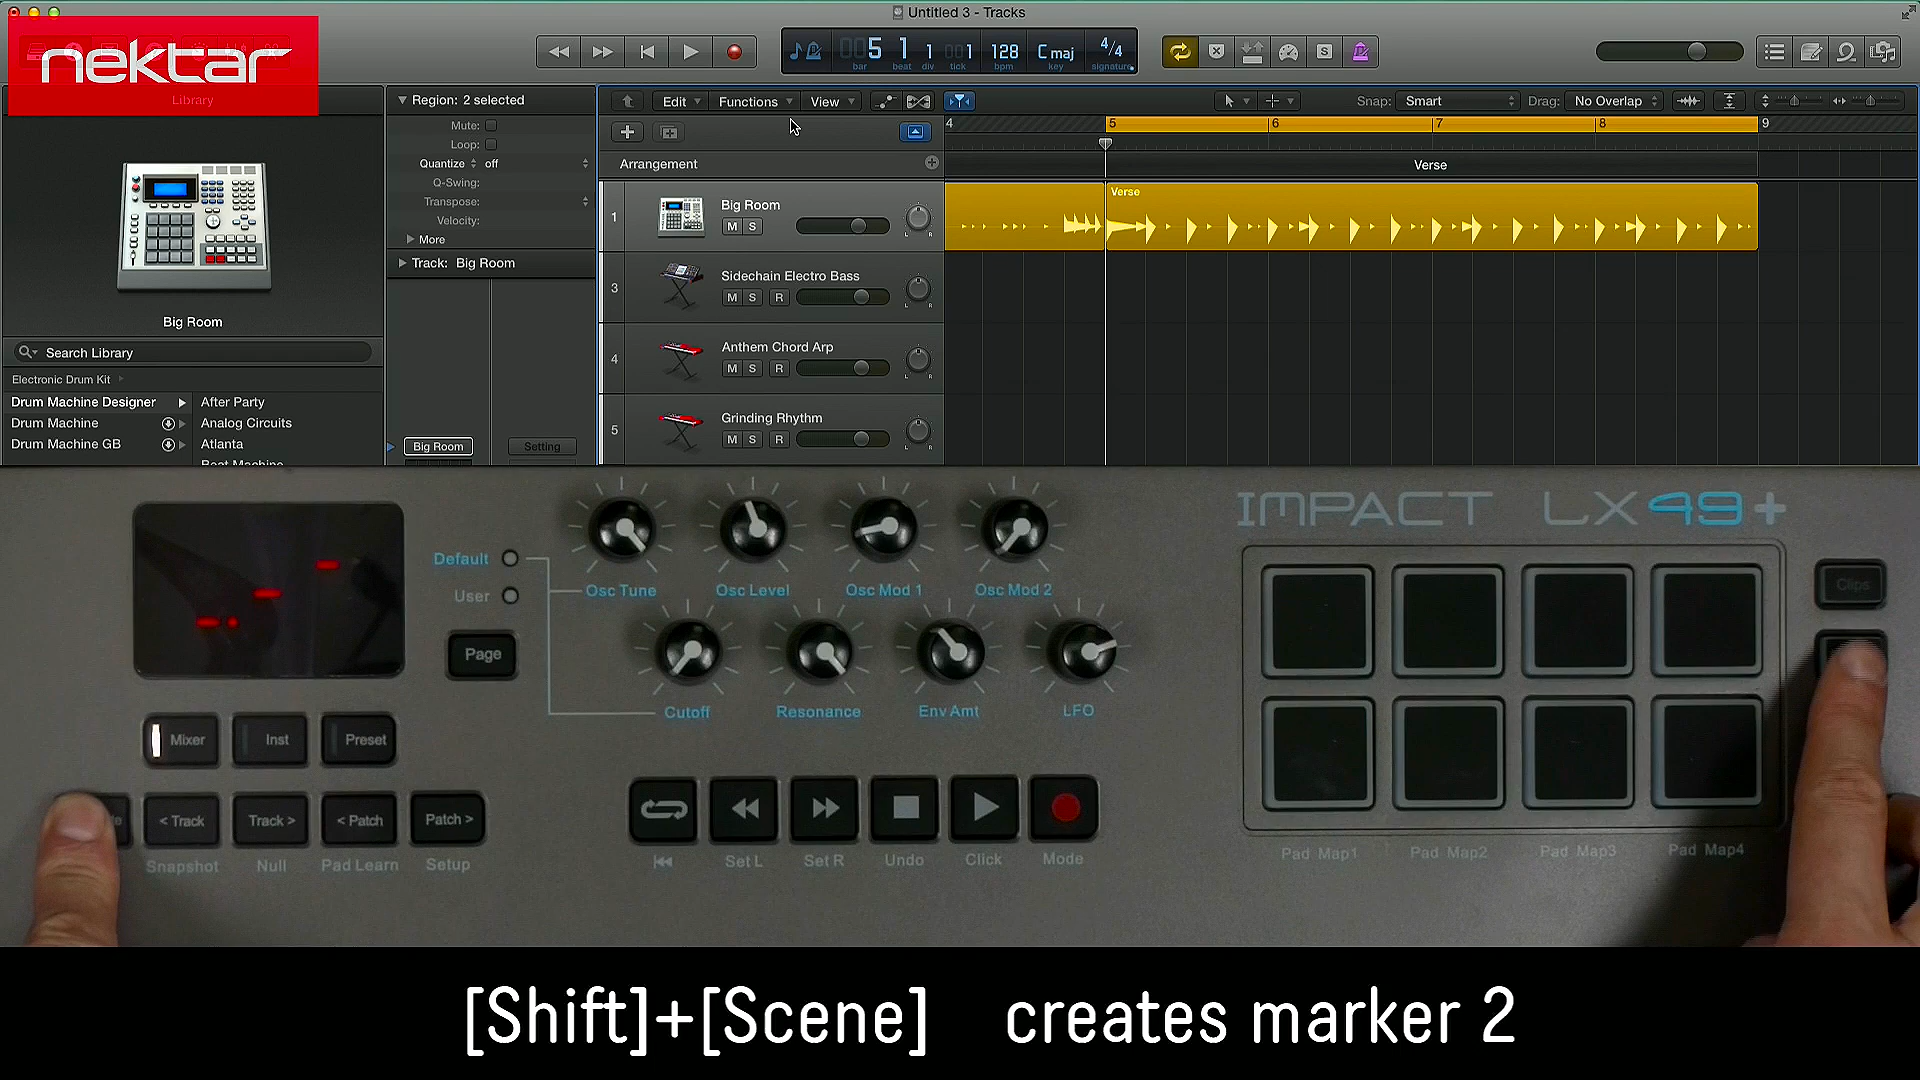 Untitled 3 - Tracks
nektar
Library
5 1 1 001 128 C maj 4/4
bar beat div tick bpm key signature
Region: 2 selected
Mute:
Loop:
Quantize off
Q-Swing:
Transpose:
Velocity:
More
Track: Big Room
Edit Functions View
Snap: Smart Drag: No Overlap
4 5 6 7 8 9
Arrangement
Verse
Verse
1 Big Room
M S
3 Sidechain Electro Bass
M S R
4 Anthem Chord Arp
M S R
5 Grinding Rhythm
M S R
L R
Big Room
Search Library
Electronic Drum Kit
Drum Machine Designer After Party
Drum Machine Analog Circuits
Drum Machine GB Atlanta
Beat Machine
Big Room Setting
IMPACT LX49+
Default
User
Page
Osc Tune Osc Level Osc Mod 1 Osc Mod 2
Cutoff Resonance Env Amt LFO
Clips
Mixer Inst Preset
< Track Track > < Patch Patch >
Snapshot Null Pad Learn Setup
Set L Set R Undo Click Mode
Pad Map1 Pad Map2 Pad Map3 Pad Map4
[Shift]+[Scene] creates marker 2